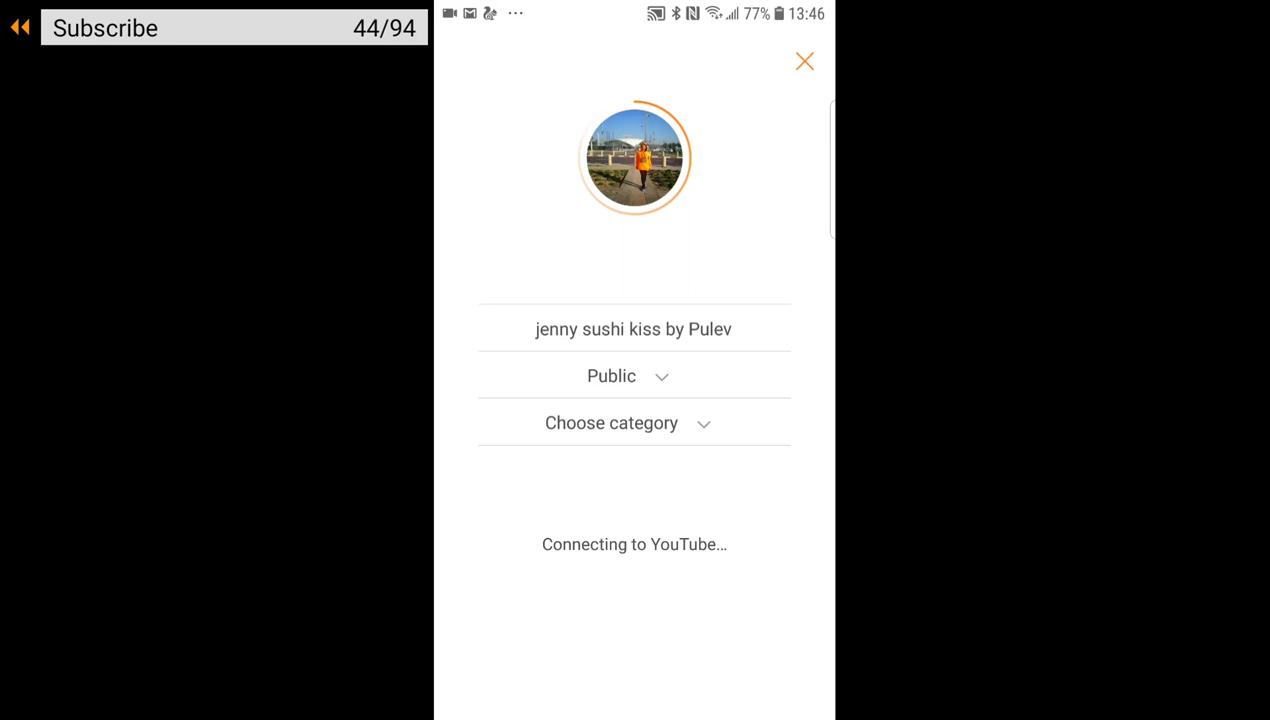 Subscribe 44/94
77% 13:46
jenny sushi kiss by Pulev
Public
Choose category
Connecting to YouTube...